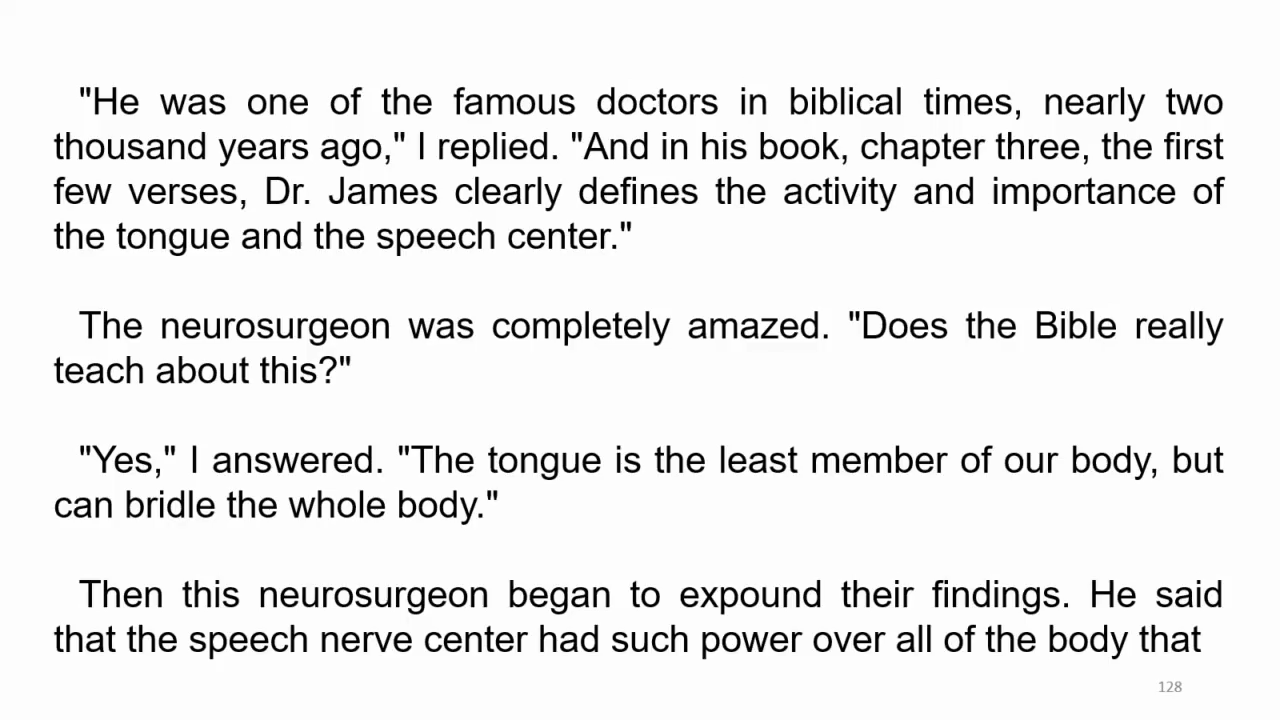 "He was one of the famous doctors in biblical times, nearly two
thousand years ago," I replied. "And in his book, chapter three, the first
few verses, Dr. James clearly defines the activity and importance of
the tongue and the speech center."
The neurosurgeon was completely amazed. "Does the Bible really
teach about this?"
"Yes," I answered. "The tongue is the least member of our body, but
can bridle the whole body."
Then this neurosurgeon began to expound their findings. He said
that the speech nerve center had such power over all of the body that
128